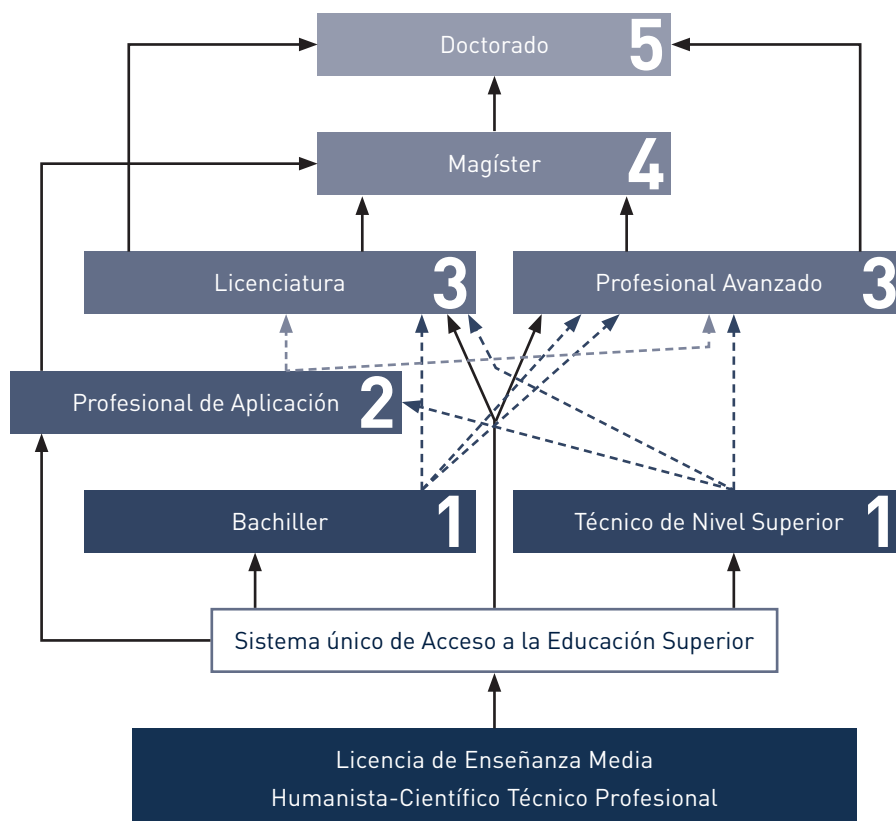 Doctorado 5
Magíster 4
Licenciatura 3
Profesional Avanzado 3
Profesional de Aplicación 2
Bachiller 1
Técnico de Nivel Superior 1
Sistema único de Acceso a la Educación Superior
Licencia de Enseñanza Media
Humanista-Científico Técnico Profesional